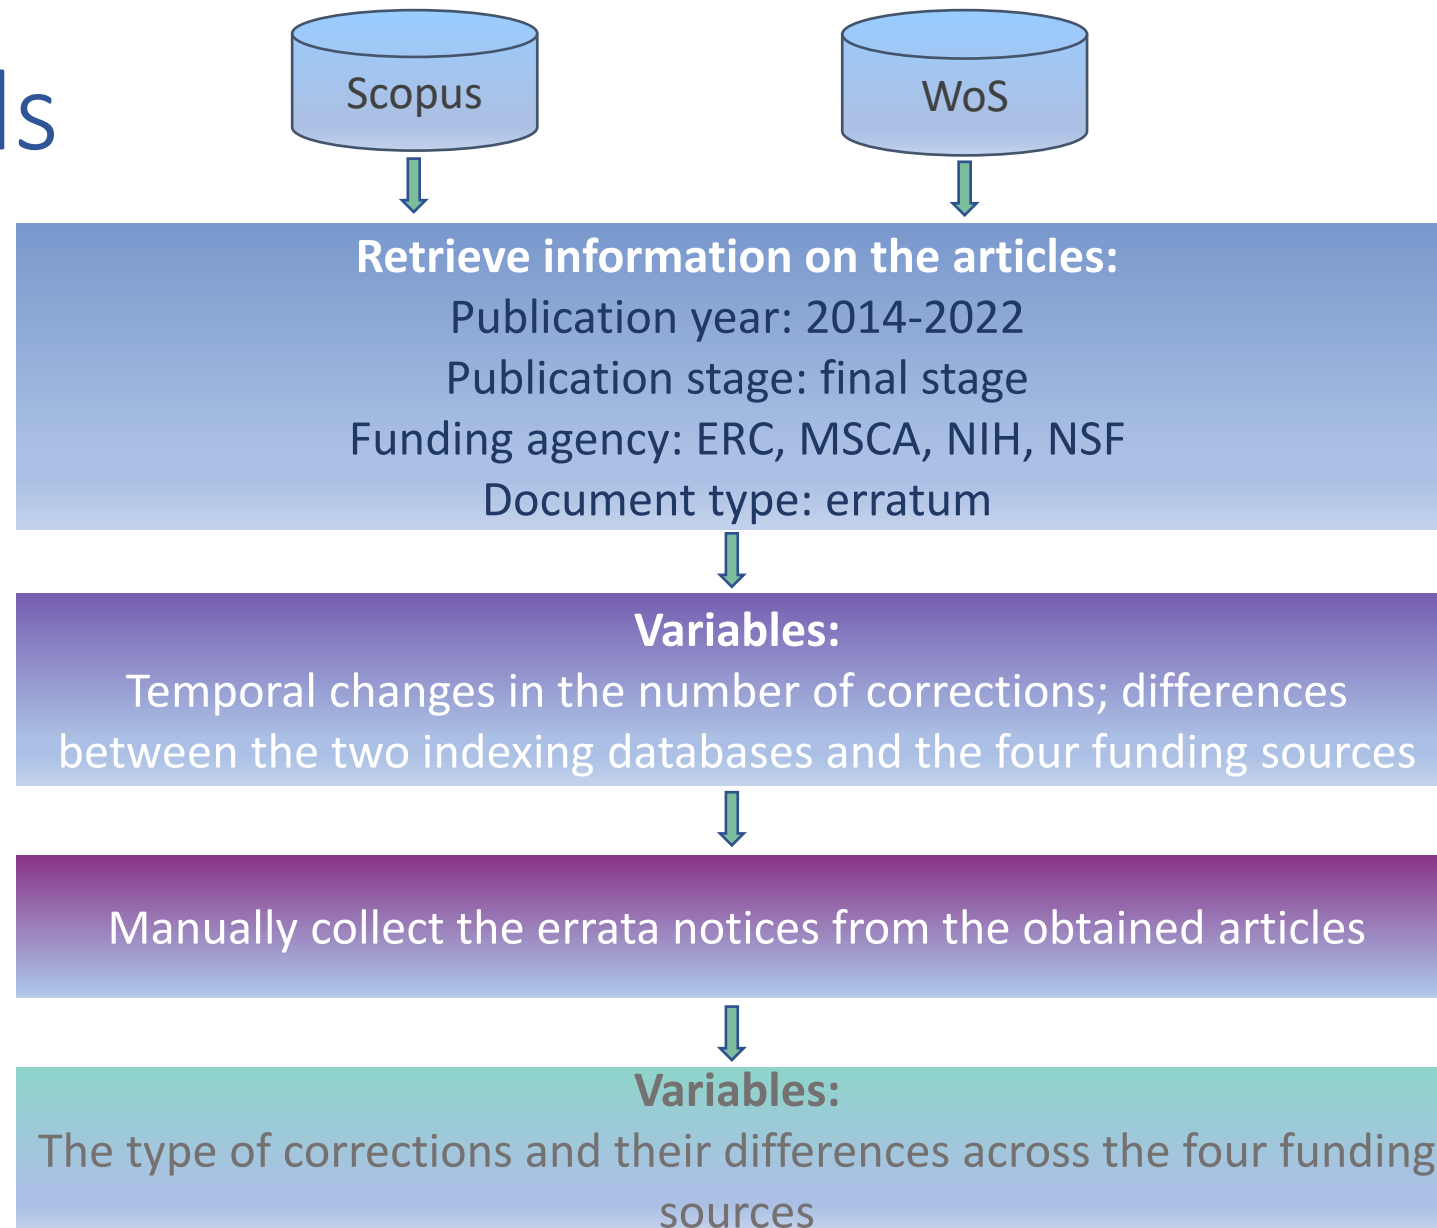 ls
Scopus
WoS
Retrieve information on the articles:
Publication year: 2014-2022
Publication stage: final stage
Funding agency: ERC, MSCA, NIH, NSF
Document type: erratum
Variables:
Temporal changes in the number of corrections; differences
between the two indexing databases and the four funding sources
Manually collect the errata notices from the obtained articles
Variables:
The type of corrections and their differences across the four funding
sources